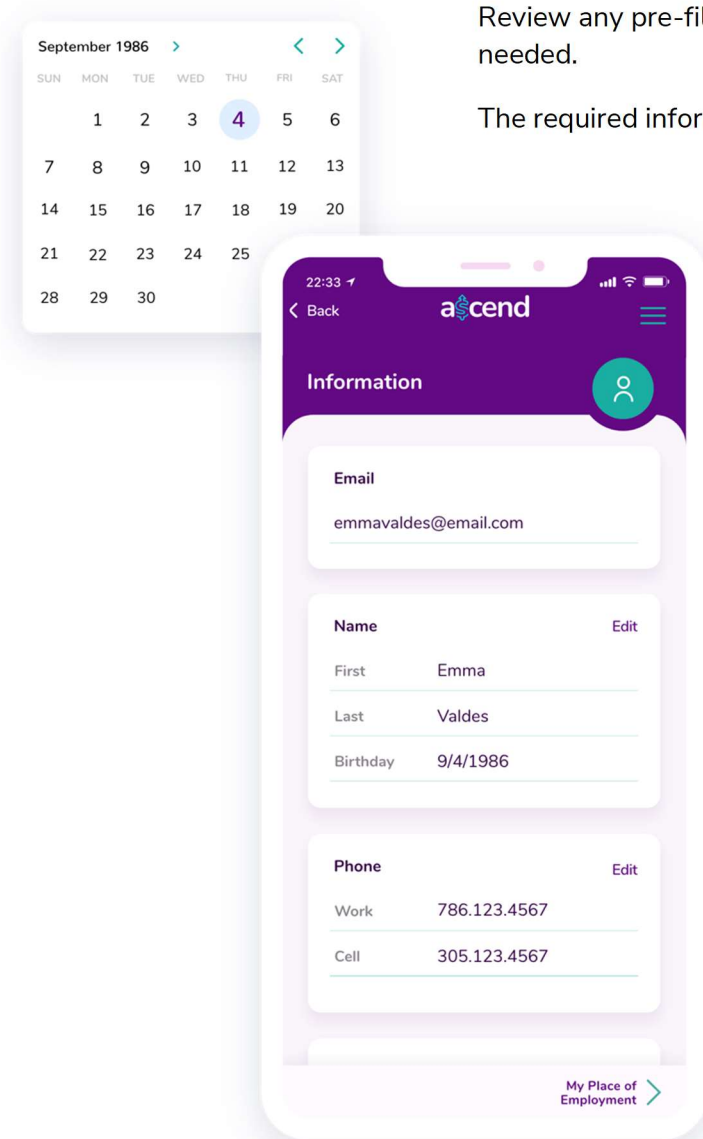 Review any pre-fil
needed.
The required infor
September 1986
SUN MON TUE WED THU FRI SAT
1 2 3 4 5 6
7 8 9 10 11 12 13
14 15 16 17 18 19 20
21 22 23 24 25
28 29 30
22:33
Back
ascend
Information
Email
emmavaldes@email.com
Name Edit
First Emma
Last Valdes
Birthday 9/4/1986
Phone Edit
Work 786.123.4567
Cell 305.123.4567
My Place of
Employment